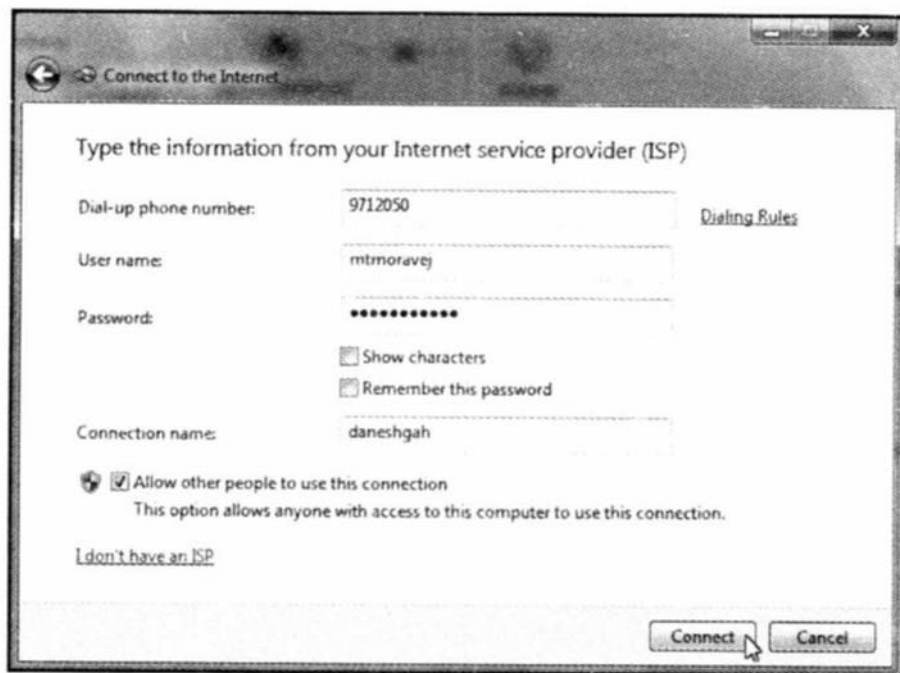 Connect to the Internet
Type the information from your Internet service provider (ISP)
Dial-up phone number: 9712050 Dialing Rules
User name: mtmoravej
Password: •••••••••••
Show characters
Remember this password
Connection name: daneshgah
Allow other people to use this connection
This option allows anyone with access to this computer to use this connection.
I don't have an ISP
Connect Cancel